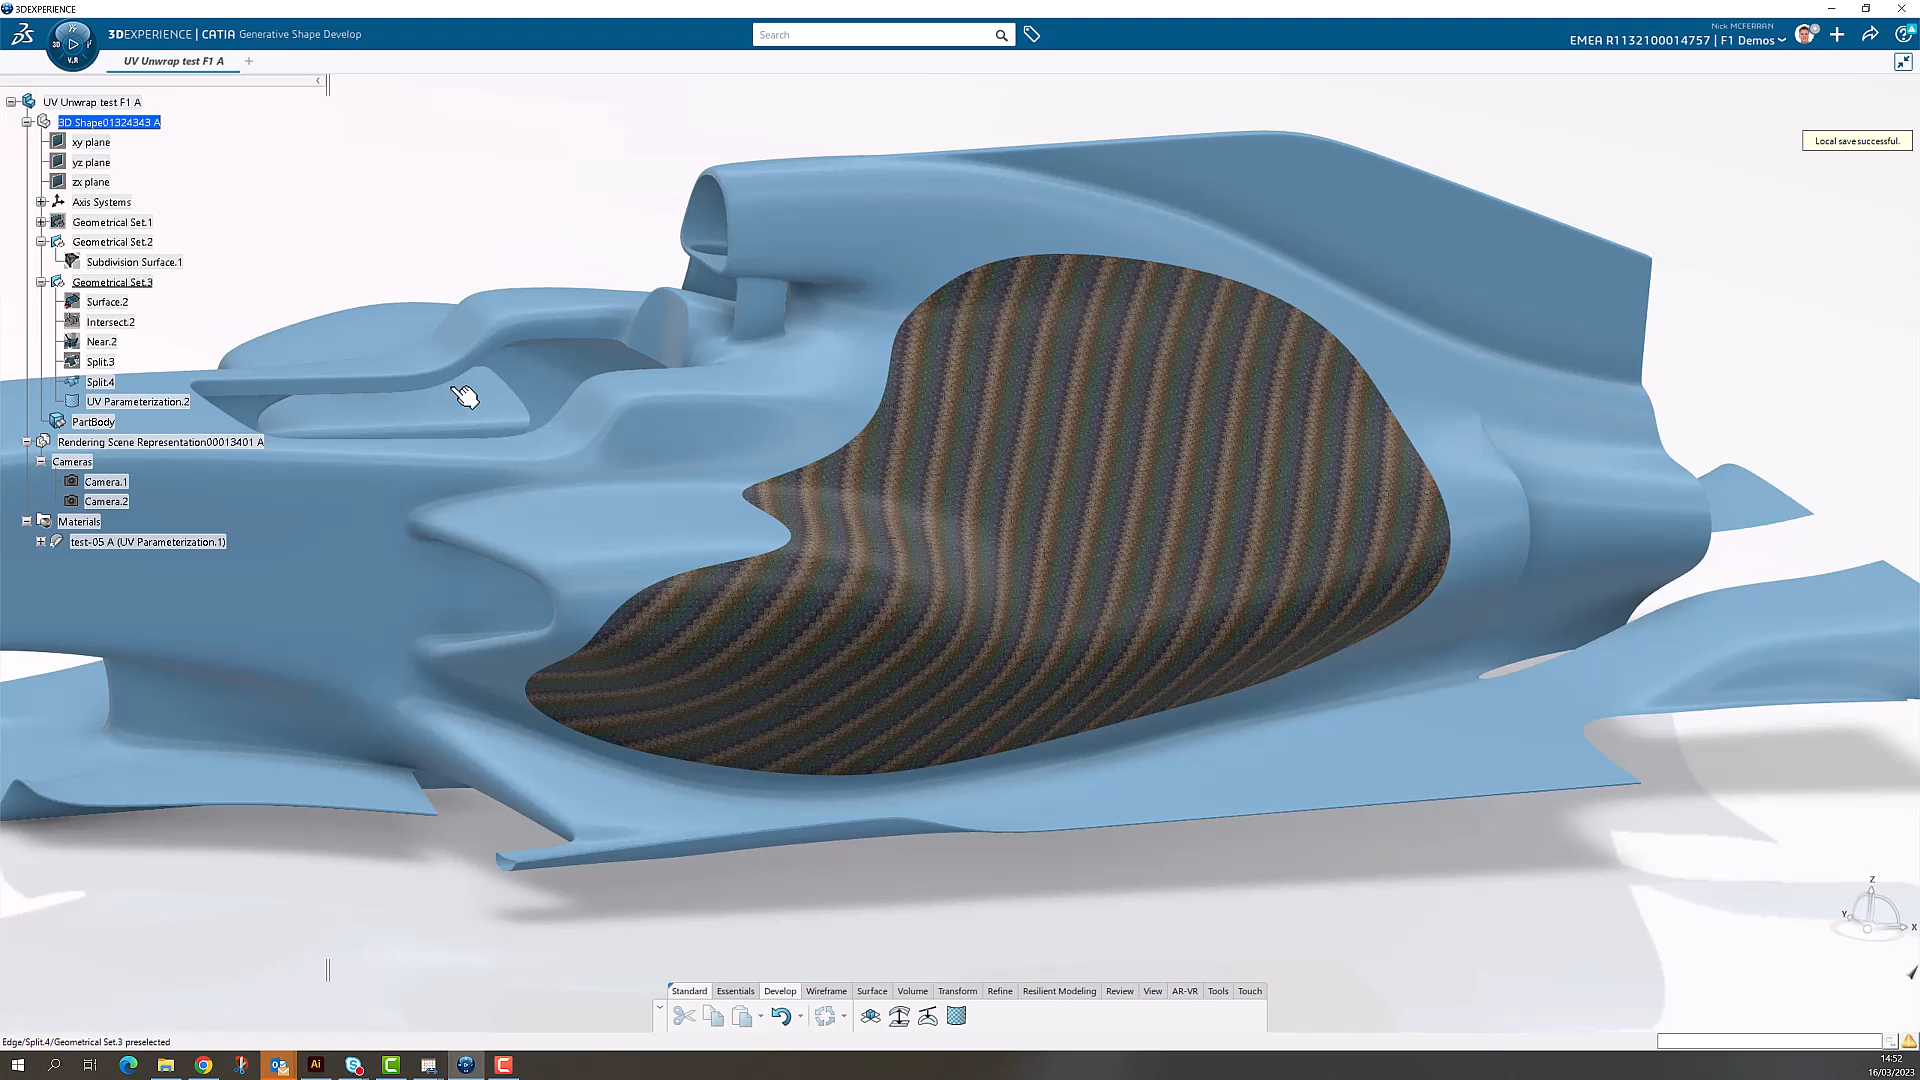 3DEXPERIENCE
3DEXPERIENCE | CATIA Generative Shape Develop
3D
V.R
Search
Nick MCFERRAN
EMEA R1132100014757 | F1 Demos
UV Unwrap test F1 A
UV Unwrap test F1 A
3D Shape01324343 A
xy plane
yz plane
zx plane
Axis Systems
Geometrical Set.1
Geometrical Set.2
Subdivision Surface.1
Geometrical Set.3
Surface.2
Intersect.2
Near.2
Split.3
Split.4
UV Parameterization.2
PartBody
Rendering Scene Representation00013401 A
Cameras
Camera.1
Camera.2
Materials
test-05 A (UV Parameterization.1)
Local save successful.
Z
Y
X
Standard Essentials Develop Wireframe Surface Volume Transform Refine Resilient Modeling Review View AR-VR Tools Touch
Edge/Split.4/Geometrical Set.3 preselected
Ai
14:52
16/03/2023